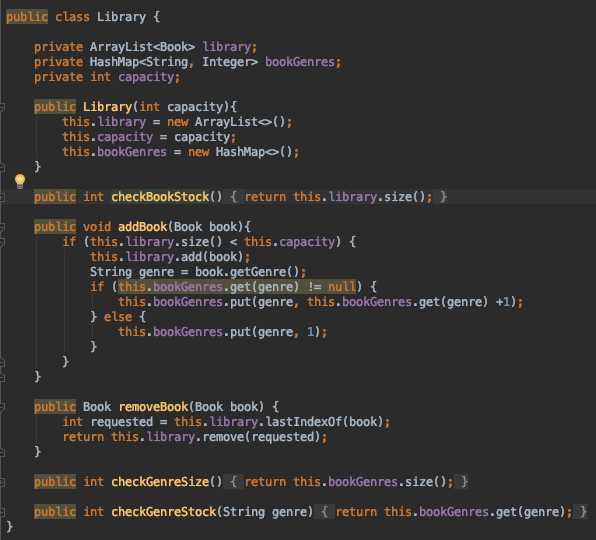 public class Library {
private ArrayList<Book> library;
private HashMap<String, Integer> bookGenres;
private int capacity;
public Library(int capacity){
this.library = new ArrayList<>();
this.capacity = capacity;
this.bookGenres = new HashMap<>();
}
public int checkBookStock() { return this.library.size(); }
public void addBook(Book book){
if (this.library.size() < this.capacity) {
this.library.add(book);
String genre = book.getGenre();
if (this.bookGenres.get(genre) != null) {
this.bookGenres.put(genre, this.bookGenres.get(genre) +1);
} else {
this.bookGenres.put(genre, 1);
}
}
}
public Book removeBook(Book book) {
int requested = this.library.lastIndexOf(book);
return this.library.remove(requested);
}
public int checkGenreSize() { return this.bookGenres.size(); }
public int checkGenreStock(String genre) { return this.bookGenres.get(genre); }
}